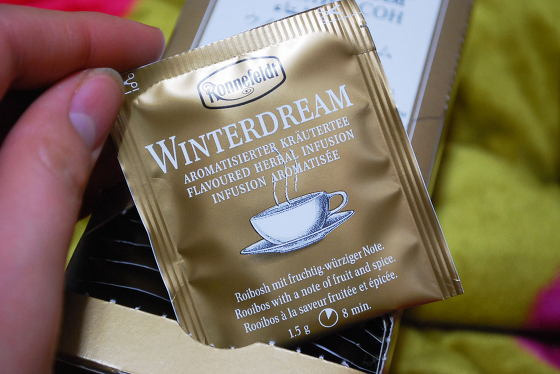 Ronnefeldt
WINTERDREAM
AROMATISIERTER KRÄUTERTEE
FLAVOURED HERBAL INFUSION
INFUSION AROMATISÉE
Roibosh mit fruchtig-würziger Note.
Rooibos with a note of fruit and spice.
Rooibos à la saveur fruitée et épicée.
1.5 g 8 min.